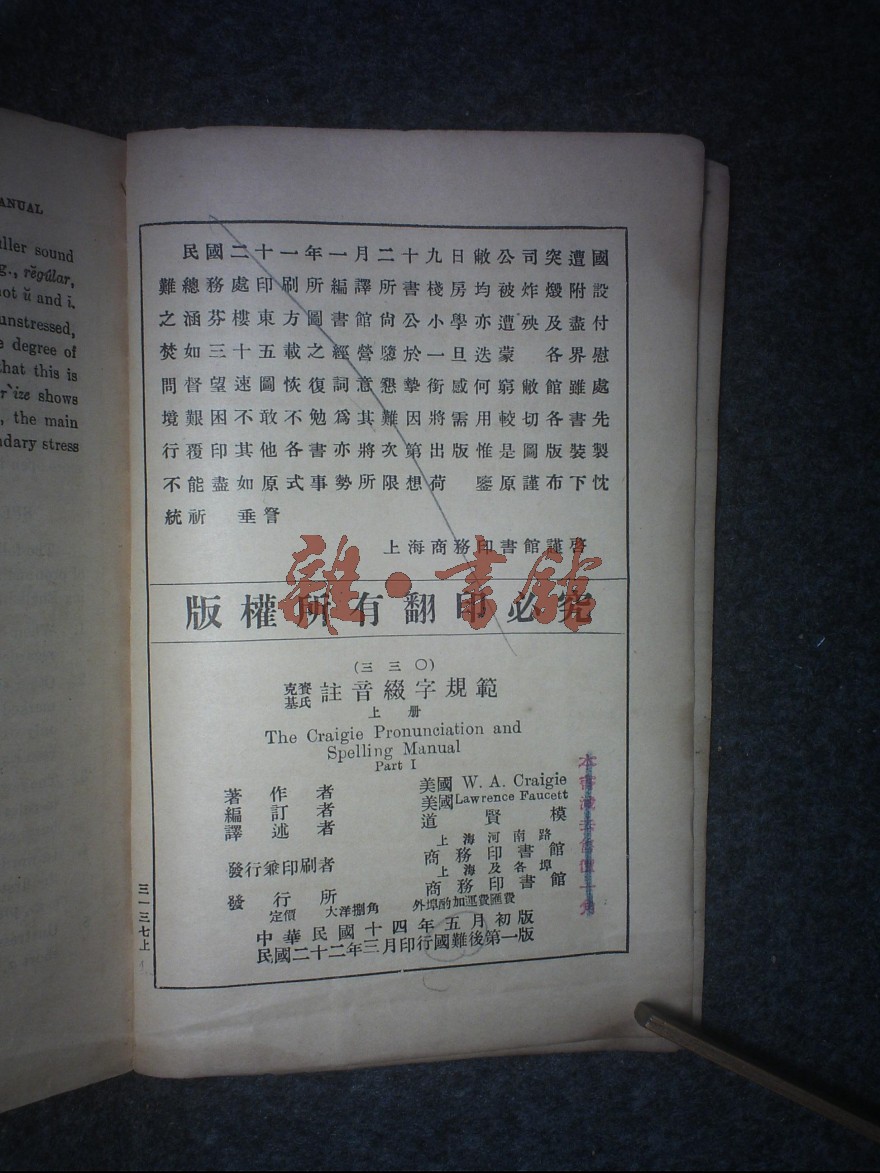 ANUAL
uller sound
g., rĕgūlar,
not ŭ and i.
unstressed,
e degree of
that this is
r`ize shows
, the main
ndary stress
民國二十一年一月二十九日敝公司突遭國
難總務處印刷所編譯所書棧房均被炸燬附設
之涵芬樓東方圖書館尙公小學亦遭殃及盡付
焚如三十五載之經營隳於一旦迭蒙 各界慰
問督望速圖恢復詞意懇摯銜感何窮敝館雖處
境艱困不敢不勉爲其難因將需用較切各書先
行覆印其他各書亦將次第出版惟是圖版裝製
不能盡如原式事勢所限想荷 鑒原謹布下忱
統祈 垂詧
上海商務印書館謹啓
版權所有翻印必究
雜·書館
(三三〇)
克賚基氏 註音綴字規範
上册
The Craigie Pronunciation and
Spelling Manual
Part I
著作者 美國 W. A. Craigie
編訂者 美國 Lawrence Faucett
譯述者 道賢模
發行兼印刷者 上海河南路 商務印書館
發行所 上海及各埠 商務印書館
定價 大洋捌角 外埠酌加運費匯費
中華民國十四年五月初版
民國二十二年三月印行國難後第一版
三一三七上
本書